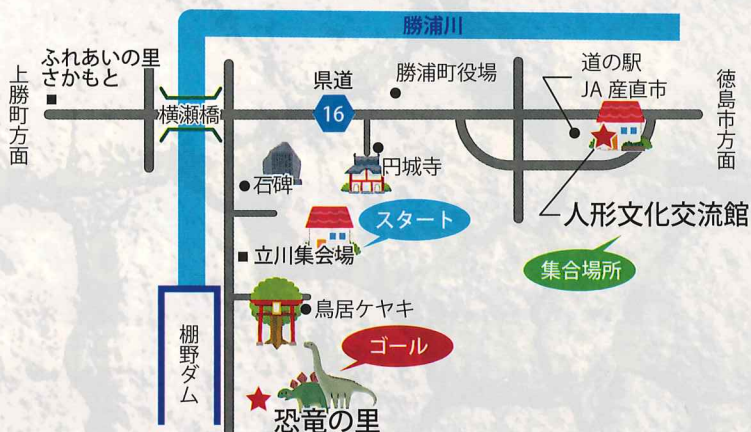 勝浦川
ふれあいの里
さかもと
上勝町方面
横瀬橋
県道
16
勝浦町役場
道の駅
JA 産直市
徳島市方面
石碑
円城寺
人形文化交流館
スタート
集合場所
立川集会場
鳥居ケヤキ
棚野ダム
ゴール
恐竜の里